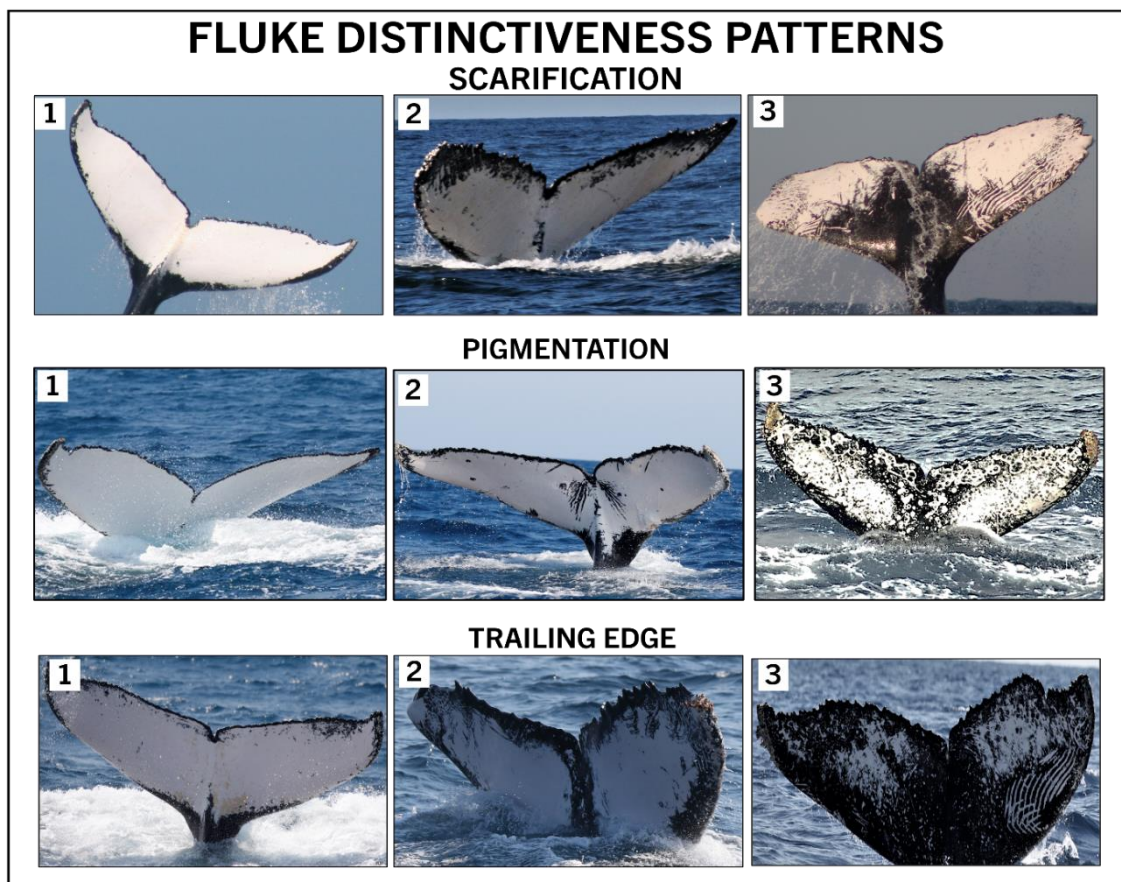 FLUKE DISTINCTIVENESS PATTERNS
SCARIFICATION
1 2 3
PIGMENTATION
1 2 3
TRAILING EDGE
1 2 3